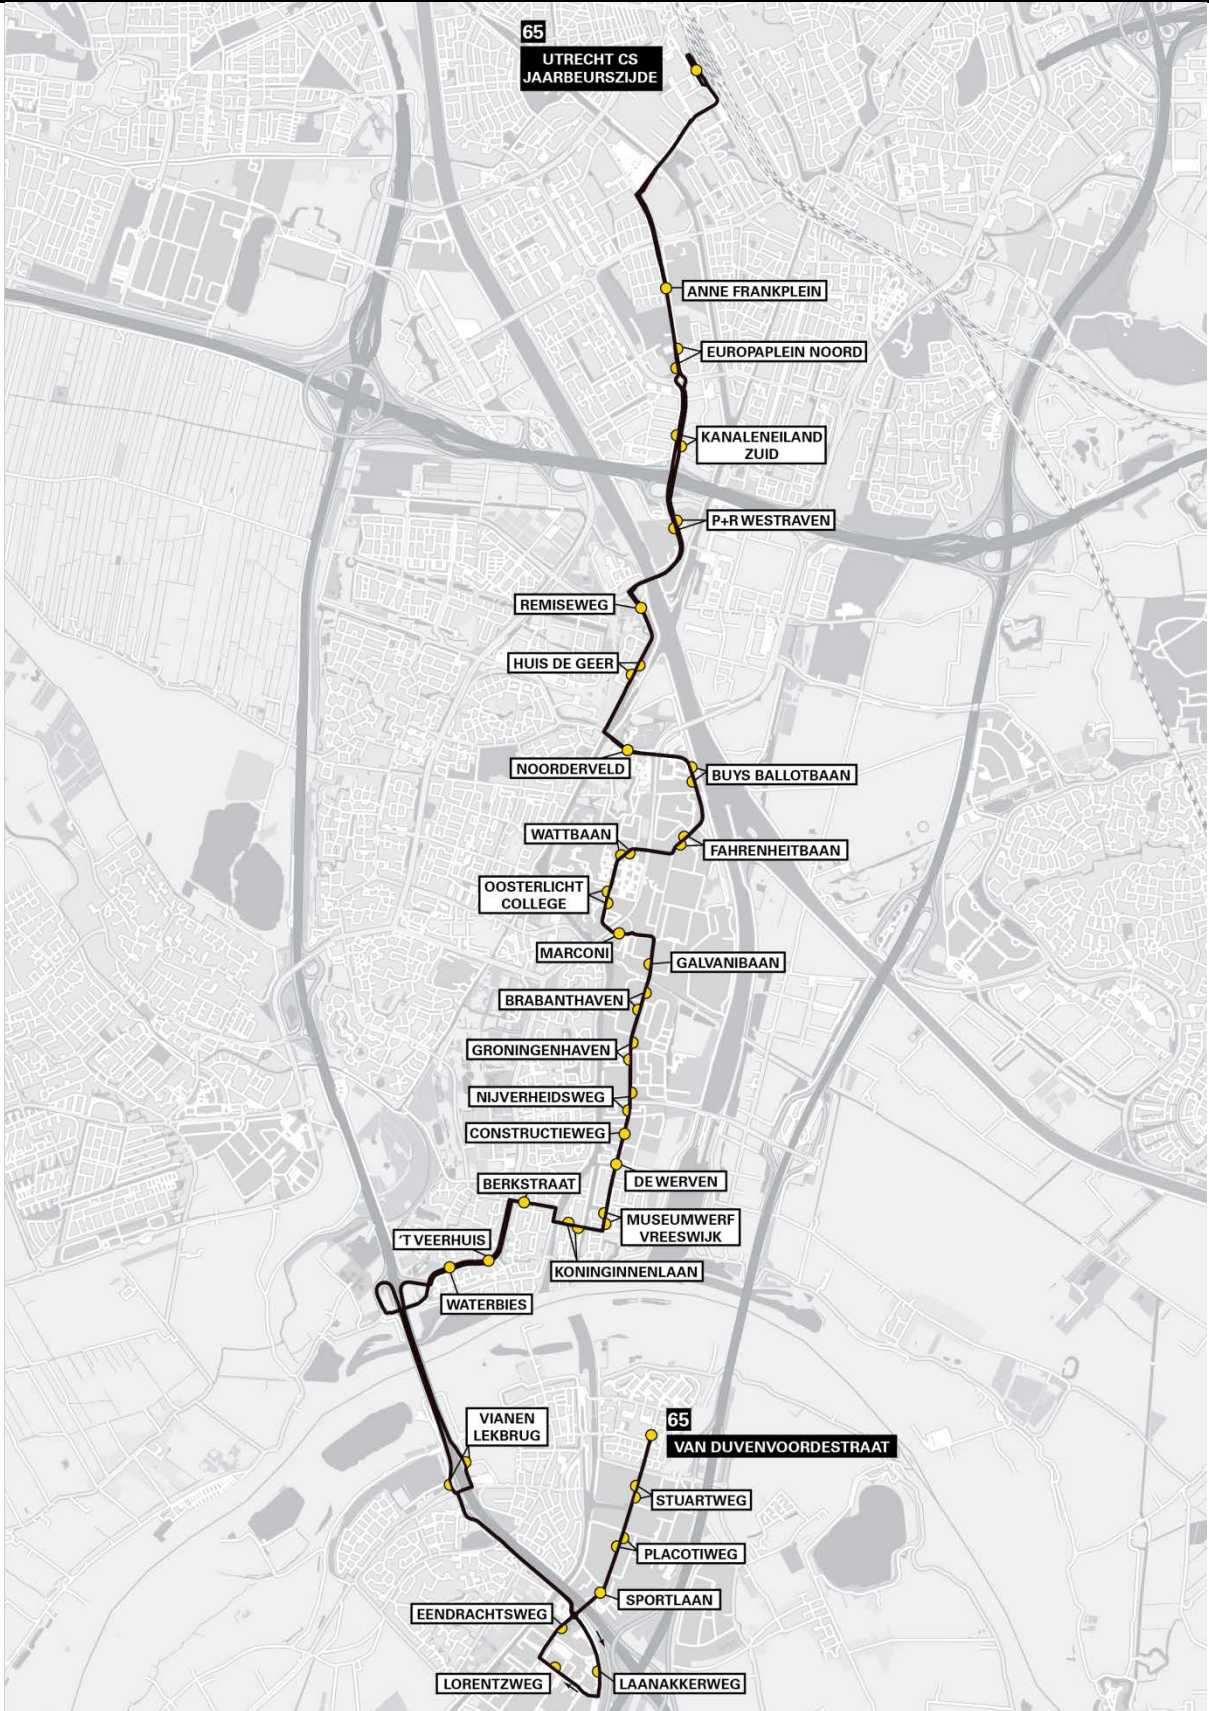 65
UTRECHT CS
JAARBEURSZIJDE
ANNE FRANKPLEIN
EUROPAPLEIN NOORD
KANALENEILAND
ZUID
P+R WESTRAVEN
REMISEWEG
HUIS DE GEER
NOORDERVELD
BUYS BALLOTBAAN
WATTBAAN
FAHRENHEITBAAN
OOSTERLICHT
COLLEGE
MARCONI
GALVANIBAAN
BRABANTHAVEN
GRONINGENHAVEN
NIJVERHEIDSWEG
CONSTRUCTIEWEG
DE WERVEN
BERKSTRAAT
MUSEUMWERF
VREESWIJK
'T VEERHUIS
KONINGINNENLAAN
WATERBIES
VIANEN
LEKBRUG
65
VAN DUVENVOORDESTRAAT
STUARTWEG
PLACOTIWEG
SPORTLAAN
EENDRACHTSWEG
LORENTZWEG
LAANAKKERWEG